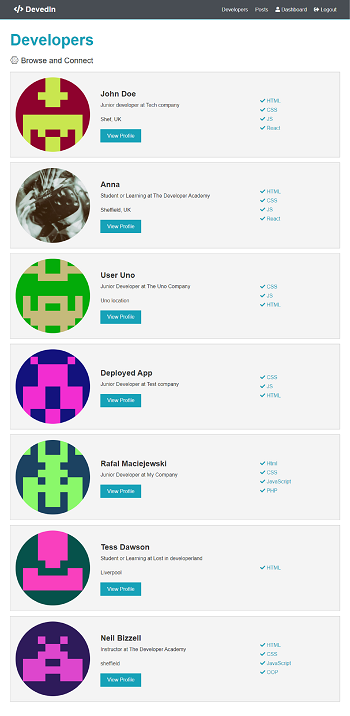 DevedIn
Developers Posts Dashboard Logout
Developers
Browse and Connect
John Doe
Junior developer at Tech company
Shef, UK
View Profile
HTML
CSS
JS
React
Anna
Student or Learning at The Developer Academy
Sheffield, UK
View Profile
HTML
CSS
JS
React
User Uno
Junior Developer at The Uno Company
Uno location
View Profile
CSS
JS
HTML
Deployed App
Junior Developer at Test company
View Profile
CSS
JS
HTML
Rafal Maciejewski
Junior Developer at My Company
View Profile
Html
CSS
JavaScript
PHP
Tess Dawson
Student or Learning at Lost in developerland
Liverpool
View Profile
HTML
Neil Bizzell
Instructor at The Developer Academy
sheffield
View Profile
HTML
CSS
JavaScript
OOP